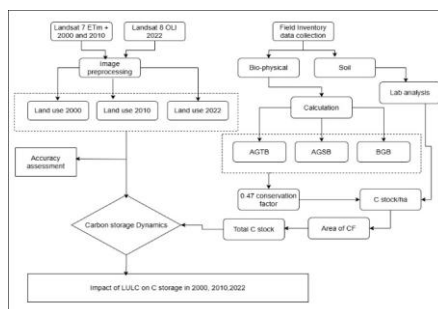 Landsat 7 ETm +
2000 and 2010
Landsat 8 OLI
2022
Image
preprocessing
Land use 2000
Land use 2010
Land use 2022
Accuracy
assessment
Carbon storage Dynamics
Impact of LULC on C storage in 2000, 2010,2022
Field Inventory
data collection
Bio-physical
Soil
Lab analysis
Calculation
AGTB
AGSB
BGB
0.47 conservation
factor
C stock/ha
Total C stock
Area of CF